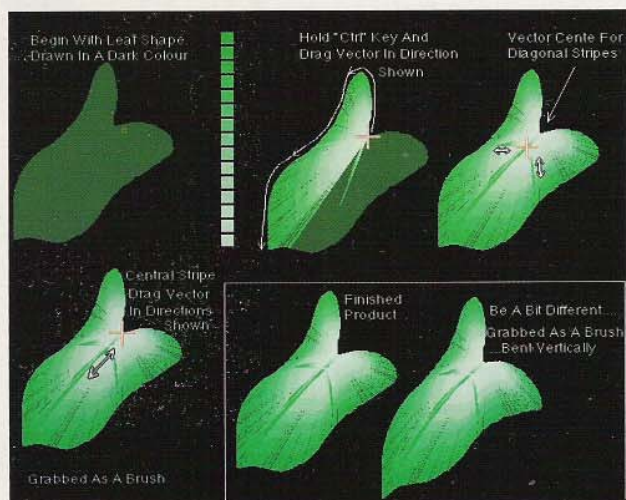 Begin With Leaf Shape
Drawn In A Dark Colour
Hold "Ctrl" Key And
Drag Vector In Direction
Shown
Vector Cente For
Diagonal Stripes
Central Stripe
Drag Vector
In Directions
Shown
Grabbed As A Brush
Finished
Product
Be A Bit Different....
Grabbed As A Brush
....Bent Vertically